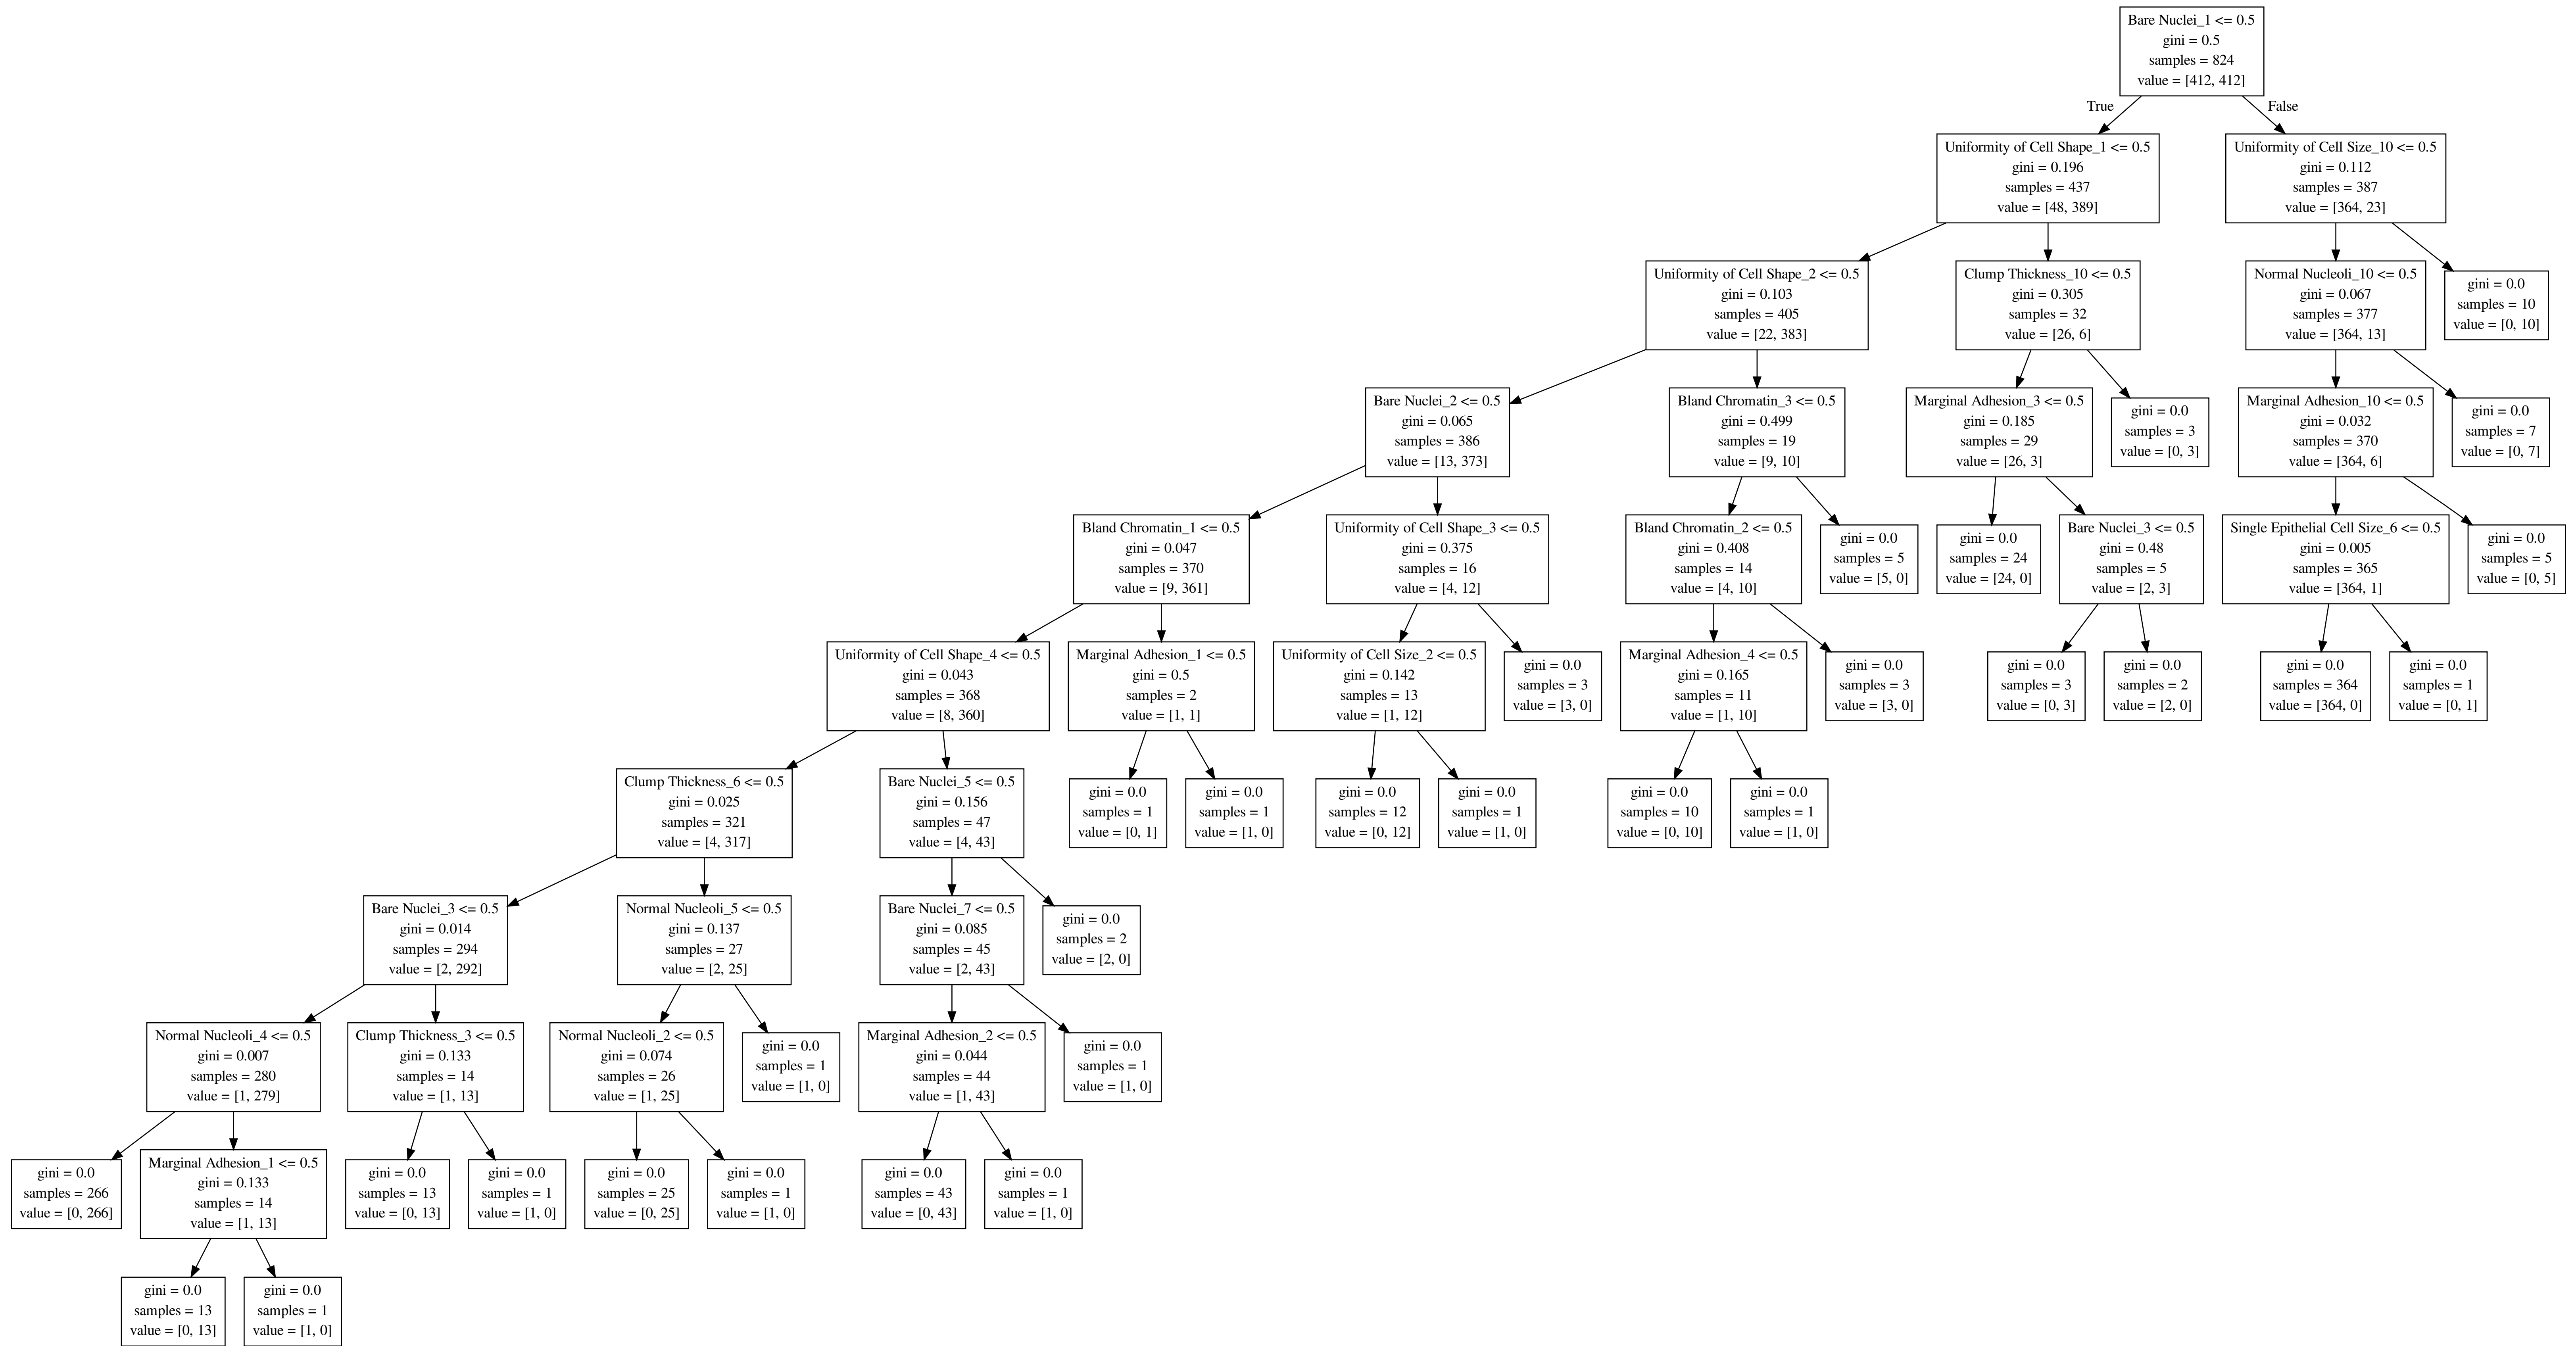 Bare Nuclei_1 <= 0.5
gini = 0.5
samples = 824
value = [412, 412]
True
False
Uniformity of Cell Shape_1 <= 0.5
gini = 0.196
samples = 437
value = [48, 389]
Uniformity of Cell Size_10 <= 0.5
gini = 0.112
samples = 387
value = [364, 23]
Uniformity of Cell Shape_2 <= 0.5
gini = 0.103
samples = 405
value = [22, 383]
Clump Thickness_10 <= 0.5
gini = 0.305
samples = 32
value = [26, 6]
Normal Nucleoli_10 <= 0.5
gini = 0.067
samples = 377
value = [364, 13]
gini = 0.0
samples = 10
value = [0, 10]
Bare Nuclei_2 <= 0.5
gini = 0.065
samples = 386
value = [13, 373]
Bland Chromatin_3 <= 0.5
gini = 0.499
samples = 19
value = [9, 10]
Marginal Adhesion_3 <= 0.5
gini = 0.185
samples = 29
value = [26, 3]
gini = 0.0
samples = 3
value = [0, 3]
Marginal Adhesion_10 <= 0.5
gini = 0.032
samples = 370
value = [364, 6]
gini = 0.0
samples = 7
value = [0, 7]
Bland Chromatin_1 <= 0.5
gini = 0.047
samples = 370
value = [9, 361]
Uniformity of Cell Shape_3 <= 0.5
gini = 0.375
samples = 16
value = [4, 12]
Bland Chromatin_2 <= 0.5
gini = 0.408
samples = 14
value = [4, 10]
gini = 0.0
samples = 5
value = [5, 0]
gini = 0.0
samples = 24
value = [24, 0]
Bare Nuclei_3 <= 0.5
gini = 0.48
samples = 5
value = [2, 3]
Single Epithelial Cell Size_6 <= 0.5
gini = 0.005
samples = 365
value = [364, 1]
gini = 0.0
samples = 5
value = [0, 5]
Uniformity of Cell Shape_4 <= 0.5
gini = 0.043
samples = 368
value = [8, 360]
Marginal Adhesion_1 <= 0.5
gini = 0.5
samples = 2
value = [1, 1]
Uniformity of Cell Size_2 <= 0.5
gini = 0.142
samples = 13
value = [1, 12]
gini = 0.0
samples = 3
value = [3, 0]
Marginal Adhesion_4 <= 0.5
gini = 0.165
samples = 11
value = [1, 10]
gini = 0.0
samples = 3
value = [3, 0]
gini = 0.0
samples = 3
value = [0, 3]
gini = 0.0
samples = 2
value = [2, 0]
gini = 0.0
samples = 364
value = [364, 0]
gini = 0.0
samples = 1
value = [0, 1]
Clump Thickness_6 <= 0.5
gini = 0.025
samples = 321
value = [4, 317]
Bare Nuclei_5 <= 0.5
gini = 0.156
samples = 47
value = [4, 43]
gini = 0.0
samples = 1
value = [0, 1]
gini = 0.0
samples = 1
value = [1, 0]
gini = 0.0
samples = 12
value = [0, 12]
gini = 0.0
samples = 1
value = [1, 0]
gini = 0.0
samples = 10
value = [0, 10]
gini = 0.0
samples = 1
value = [1, 0]
Bare Nuclei_3 <= 0.5
gini = 0.014
samples = 294
value = [2, 292]
Normal Nucleoli_5 <= 0.5
gini = 0.137
samples = 27
value = [2, 25]
Bare Nuclei_7 <= 0.5
gini = 0.085
samples = 45
value = [2, 43]
gini = 0.0
samples = 2
value = [2, 0]
Normal Nucleoli_4 <= 0.5
gini = 0.007
samples = 280
value = [1, 279]
Clump Thickness_3 <= 0.5
gini = 0.133
samples = 14
value = [1, 13]
Normal Nucleoli_2 <= 0.5
gini = 0.074
samples = 26
value = [1, 25]
gini = 0.0
samples = 1
value = [1, 0]
Marginal Adhesion_2 <= 0.5
gini = 0.044
samples = 44
value = [1, 43]
gini = 0.0
samples = 1
value = [1, 0]
gini = 0.0
samples = 266
value = [0, 266]
Marginal Adhesion_1 <= 0.5
gini = 0.133
samples = 14
value = [1, 13]
gini = 0.0
samples = 13
value = [0, 13]
gini = 0.0
samples = 1
value = [1, 0]
gini = 0.0
samples = 25
value = [0, 25]
gini = 0.0
samples = 1
value = [1, 0]
gini = 0.0
samples = 43
value = [0, 43]
gini = 0.0
samples = 1
value = [1, 0]
gini = 0.0
samples = 13
value = [0, 13]
gini = 0.0
samples = 1
value = [1, 0]